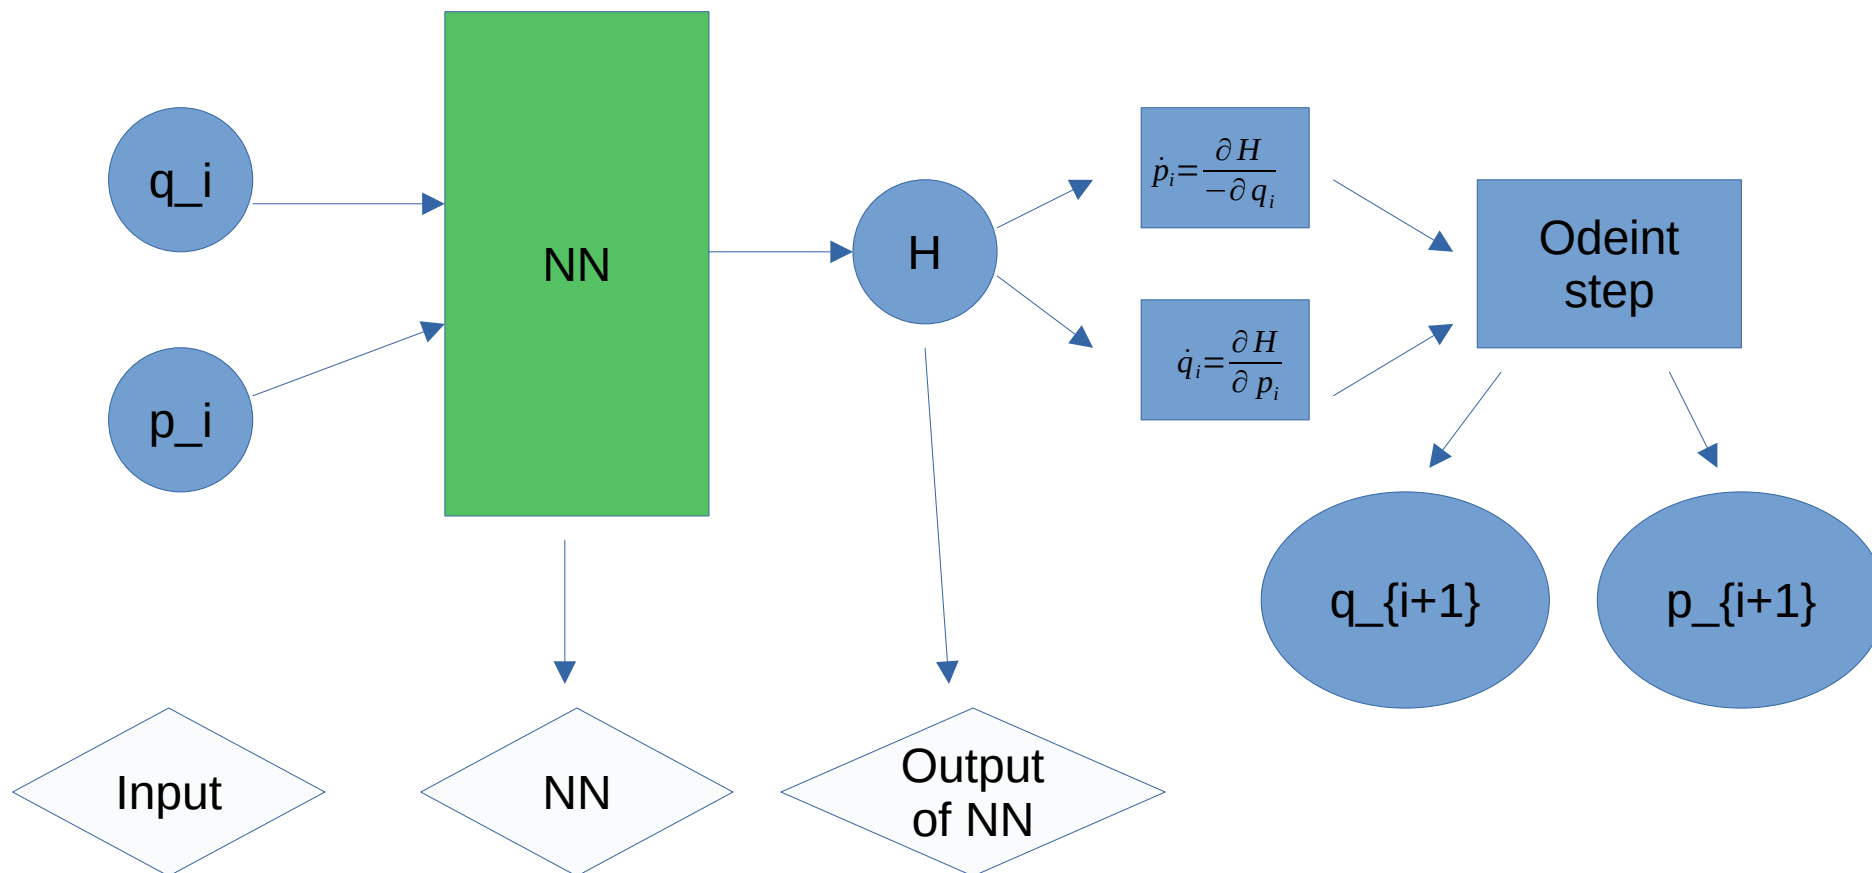 q_i
p_i
NN
H
ṗ_i = ∂H / −∂q_i
q̇_i = ∂H / ∂p_i
Odeint
step
q_{i+1}
p_{i+1}
Input
NN
Output
of NN